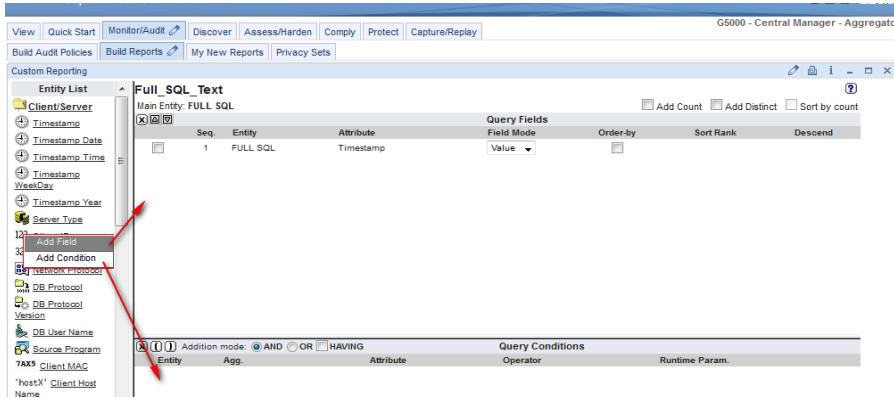 G5000 - Central Manager - Aggregato
View Quick Start Monitor/Audit Discover Assess/Harden Comply Protect Capture/Replay
Build Audit Policies Build Reports My New Reports Privacy Sets
Custom Reporting
Entity List
Client/Server
Timestamp
Timestamp Date
Timestamp Time
Timestamp
WeekDay
Timestamp Year
Server Type
Add Field
Add Condition
Network Protocol
DB Protocol
DB Protocol
Version
DB User Name
Source Program
7AX5 Client MAC
'hostX' Client Host
Name
Full_SQL_Text
Main Entity: FULL SQL
Add Count Add Distinct Sort by count
Query Fields
Seq. Entity Attribute Field Mode Order-by Sort Rank Descend
1 FULL SQL Timestamp Value
Addition mode: AND OR HAVING Query Conditions
Entity Agg. Attribute Operator Runtime Param.